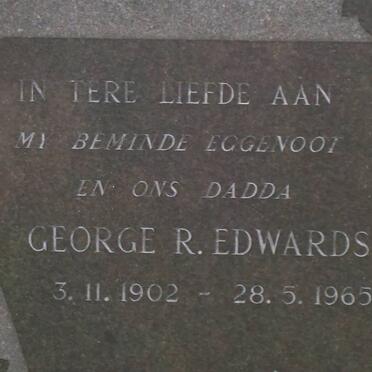 IN TERE LIEFDE AAN
MY BEMINDE EGGENOOT
EN ONS DADDA
GEORGE R. EDWARDS
3. 11. 1902 - 28. 5. 1965